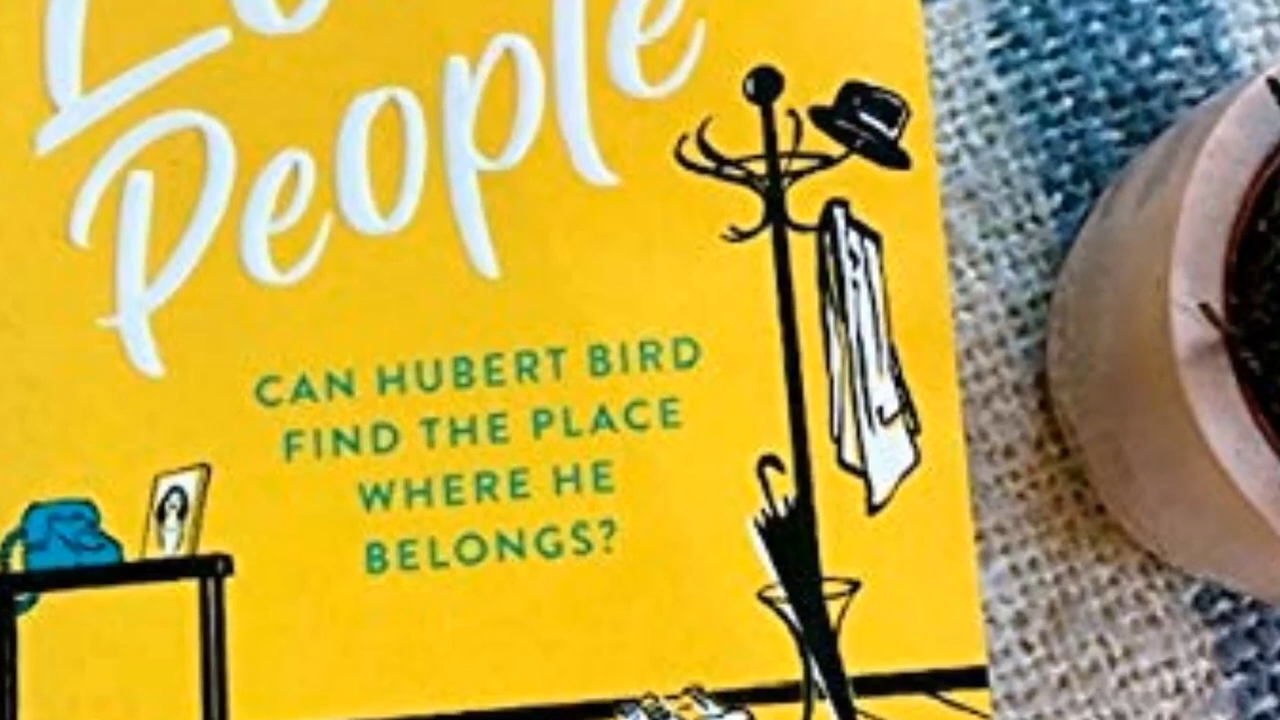 People
CAN HUBERT BIRD
FIND THE PLACE
WHERE HE
BELONGS?